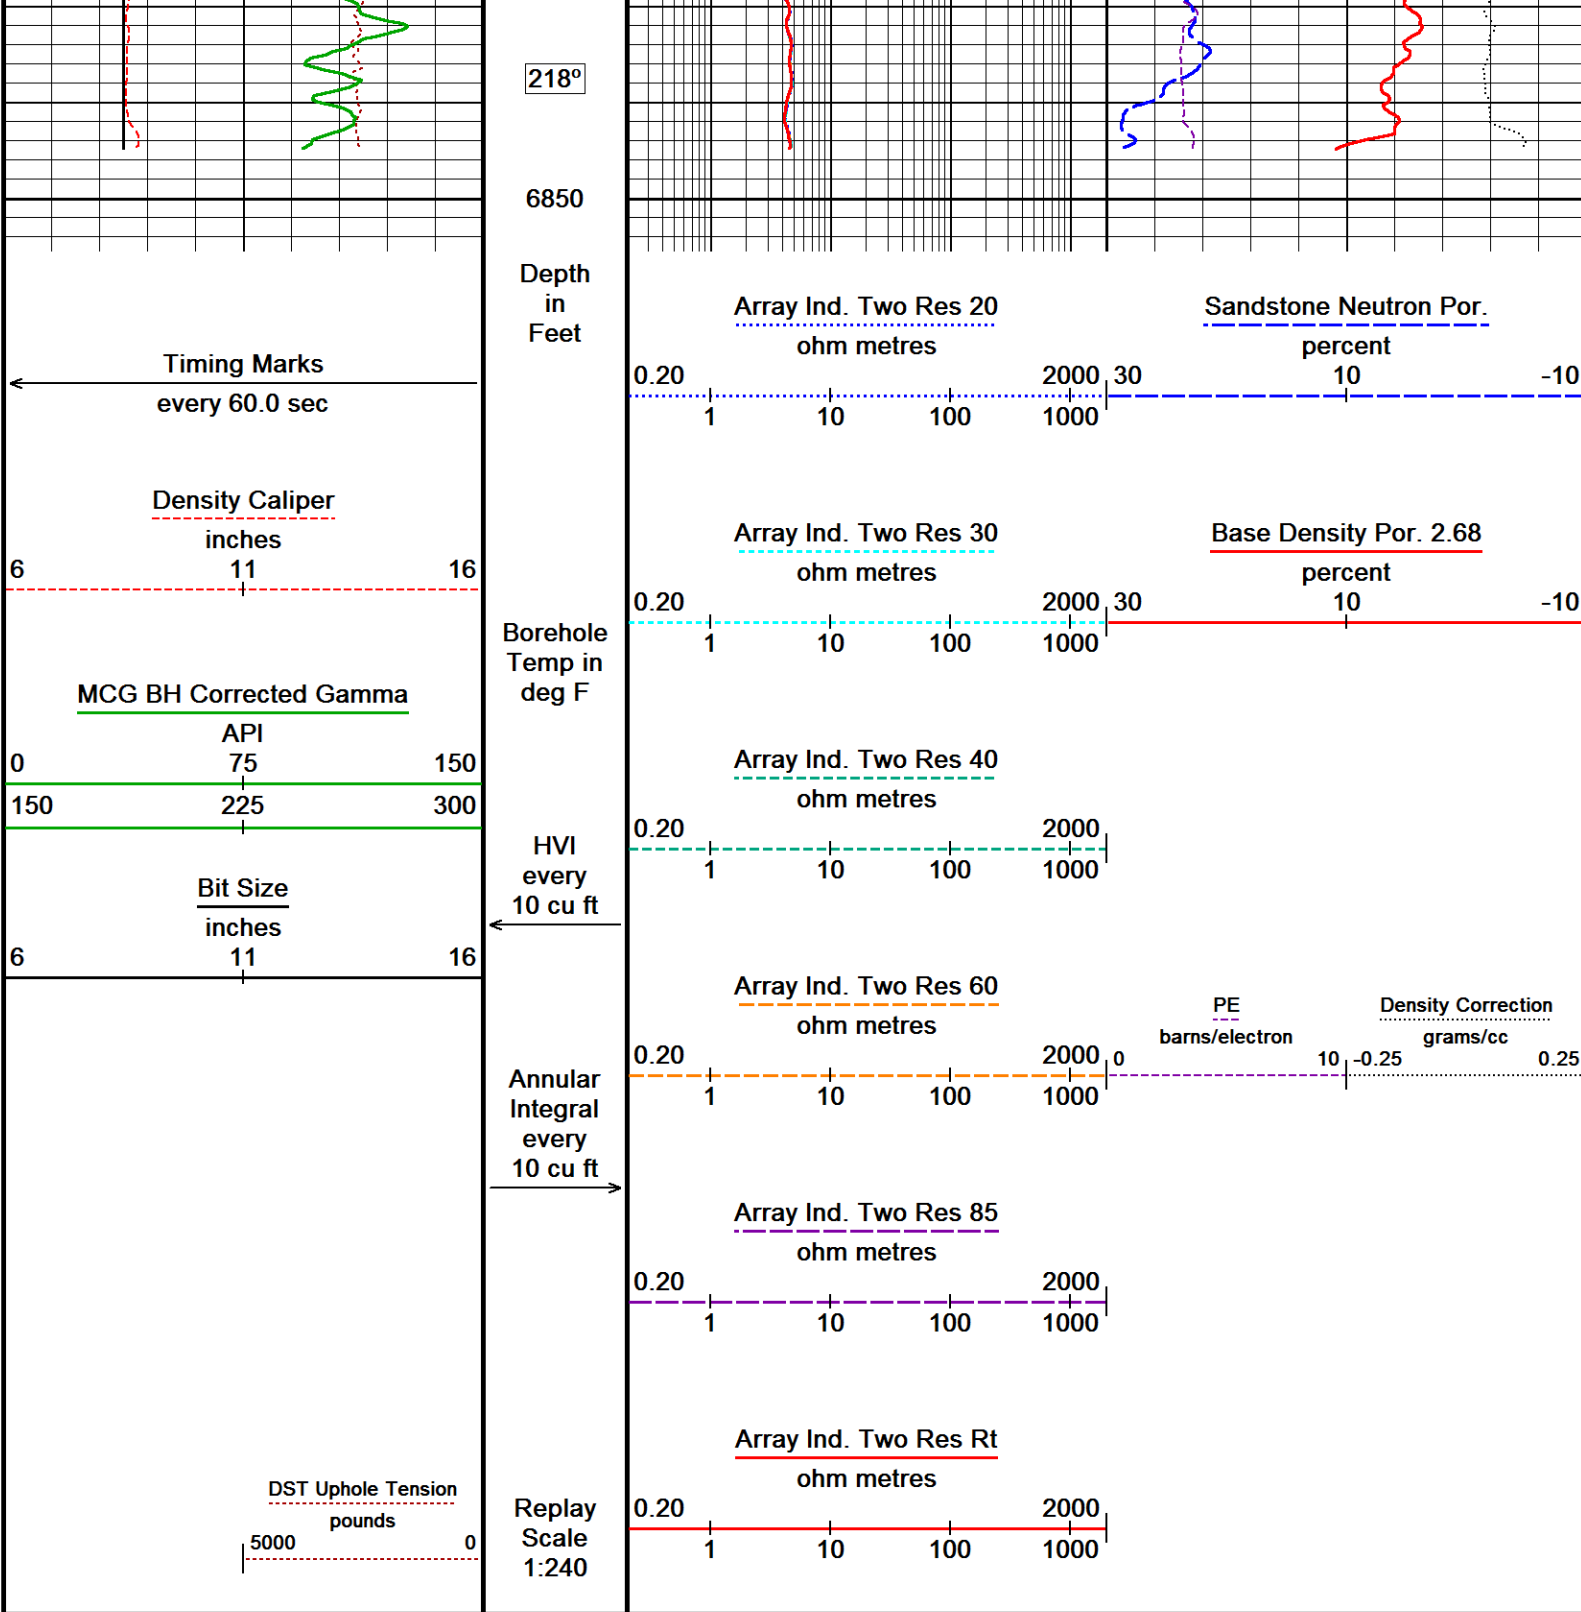 218º
6850
Depth
in
Feet
Timing Marks
every 60.0 sec
Density Caliper
inches
6 11 16
MCG BH Corrected Gamma
API
0 75 150
150 225 300
Bit Size
inches
6 11 16
DST Uphole Tension
pounds
5000 0
Borehole
Temp in
deg F
HVI
every
10 cu ft
Annular
Integral
every
10 cu ft
Replay
Scale
1:240
Array Ind. Two Res 20
ohm metres
0.20 2000
1 10 100 1000
Array Ind. Two Res 30
ohm metres
0.20 2000
1 10 100 1000
Array Ind. Two Res 40
ohm metres
0.20 2000
1 10 100 1000
Array Ind. Two Res 60
ohm metres
0.20 2000
1 10 100 1000
Array Ind. Two Res 85
ohm metres
0.20 2000
1 10 100 1000
Array Ind. Two Res Rt
ohm metres
0.20 2000
1 10 100 1000
Sandstone Neutron Por.
percent
30 10 -10
Base Density Por. 2.68
percent
30 10 -10
PE
barns/electron
0 10
Density Correction
grams/cc
-0.25 0.25